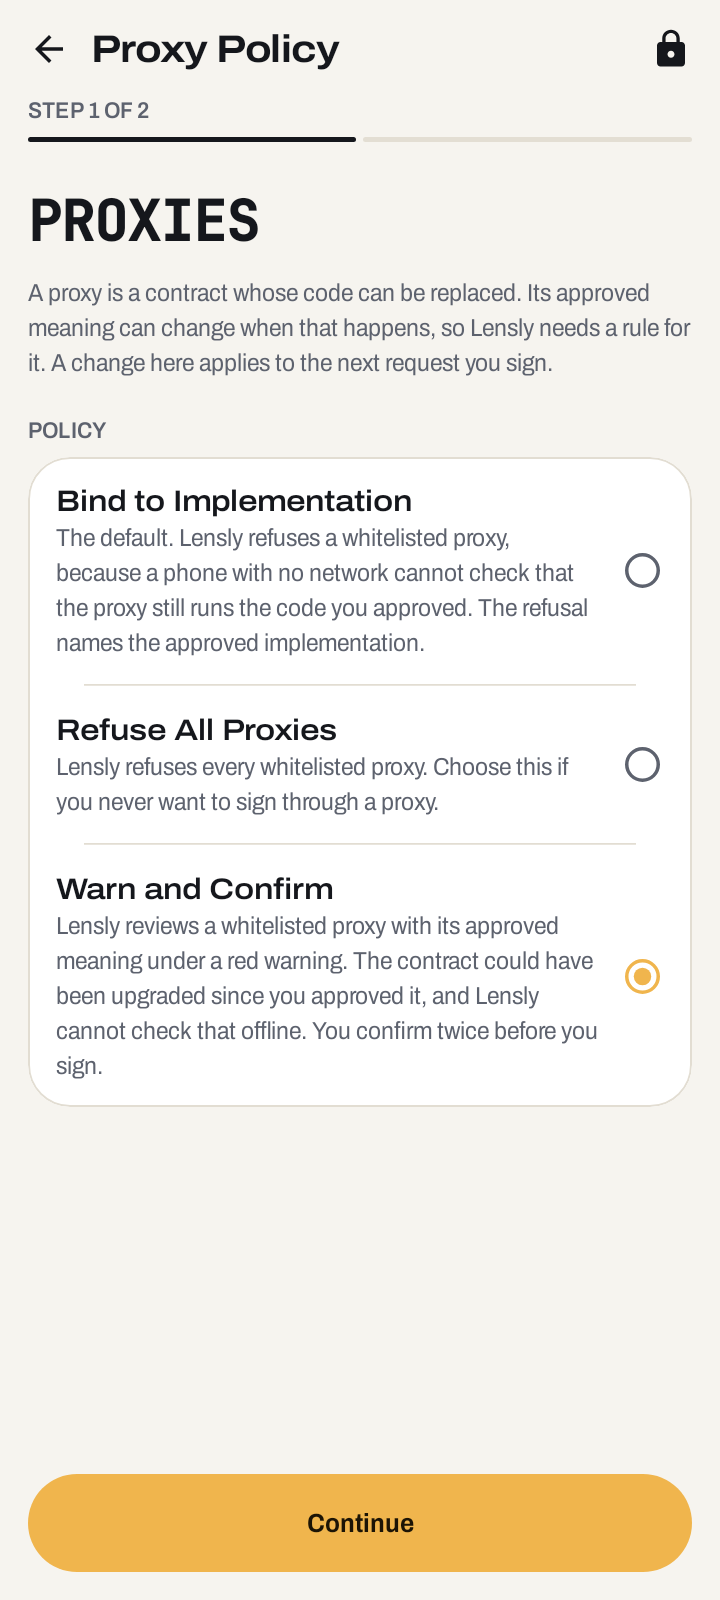 Proxy Policy
STEP 1 OF 2
PROXIES
A proxy is a contract whose code can be replaced. Its approved
meaning can change when that happens, so Lensly needs a rule for
it. A change here applies to the next request you sign.
POLICY
Bind to Implementation
The default. Lensly refuses a whitelisted proxy,
because a phone with no network cannot check that
the proxy still runs the code you approved. The refusal
names the approved implementation.
Refuse All Proxies
Lensly refuses every whitelisted proxy. Choose this if
you never want to sign through a proxy.
Warn and Confirm
Lensly reviews a whitelisted proxy with its approved
meaning under a red warning. The contract could have
been upgraded since you approved it, and Lensly
cannot check that offline. You confirm twice before you
sign.
Continue